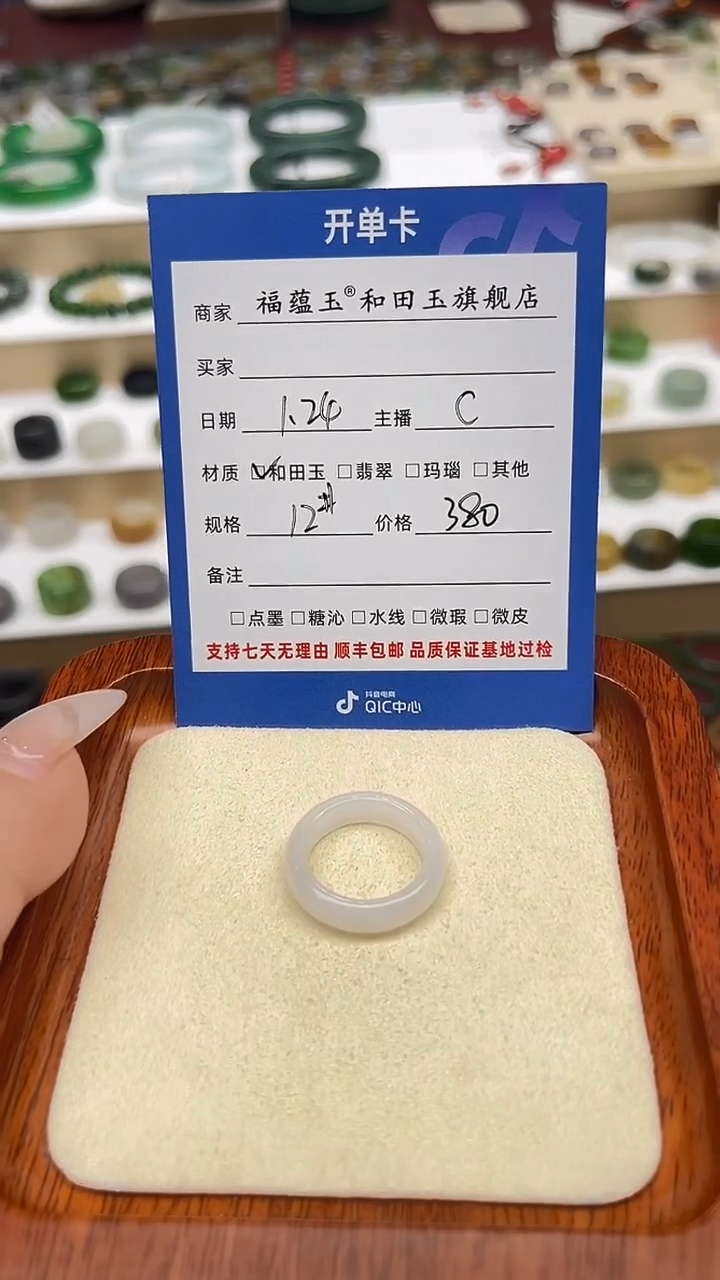 开单卡
商家 福蕴玉®和田玉旗舰店
买家
日期 1.24 主播 C
材质 ☑和田玉 □翡翠 □玛瑙 □其他
规格 12# 价格 380
备注
□点墨 □糖沁 □水线 □微瑕 □微皮
支持七天无理由 顺丰包邮 品质保证基地过检
抖音电商
QIC中心